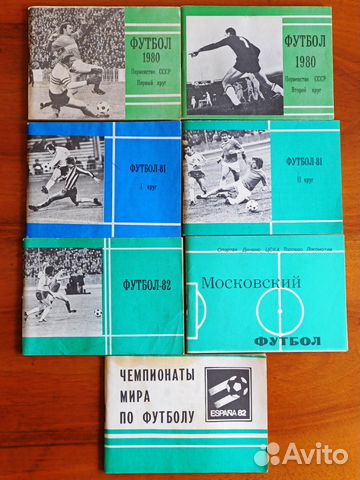 ФУТБОЛ
1980
Первенство СССР
Первый круг
ФУТБОЛ
1980
Первенство СССР
Второй круг
ФУТБОЛ-81
I круг
ФУТБОЛ-81
II круг
ФУТБОЛ-82
Спартак Динамо ЦСКА Торпедо Локомотив
Московский
ФУТБОЛ
ЧЕМПИОНАТЫ
МИРА
ПО ФУТБОЛУ
ESPAÑA 82
Avito